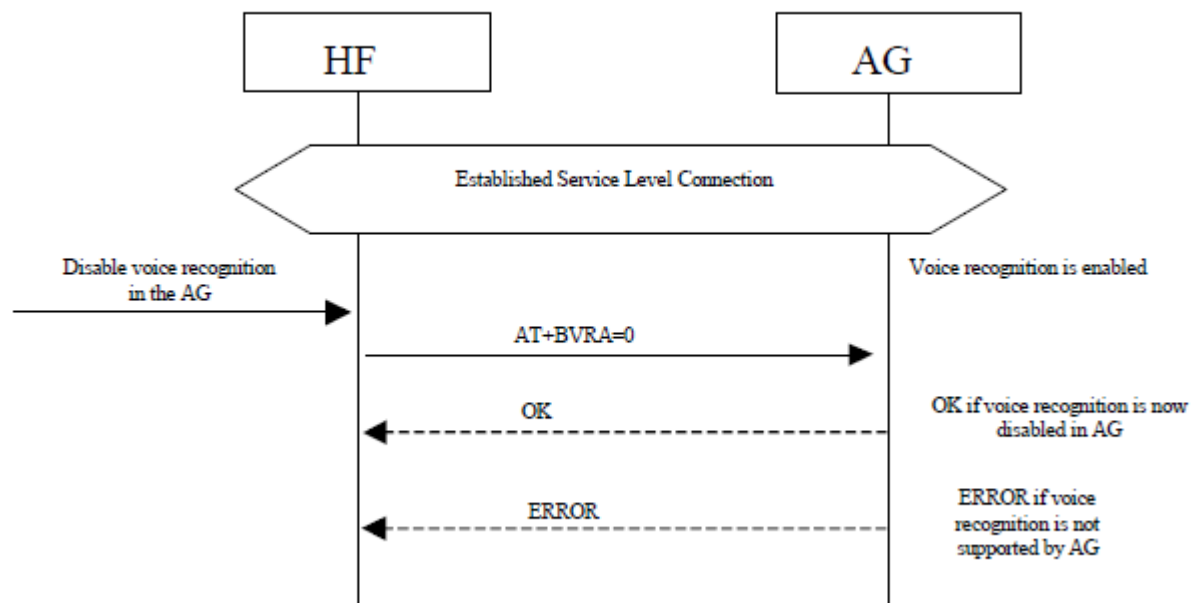 HF
AG
Established Service Level Connection
Disable voice recognition
in the AG
Voice recognition is enabled
AT+BVRA=0
OK
OK if voice recognition is now
disabled in AG
ERROR
ERROR if voice
recognition is not
supported by AG